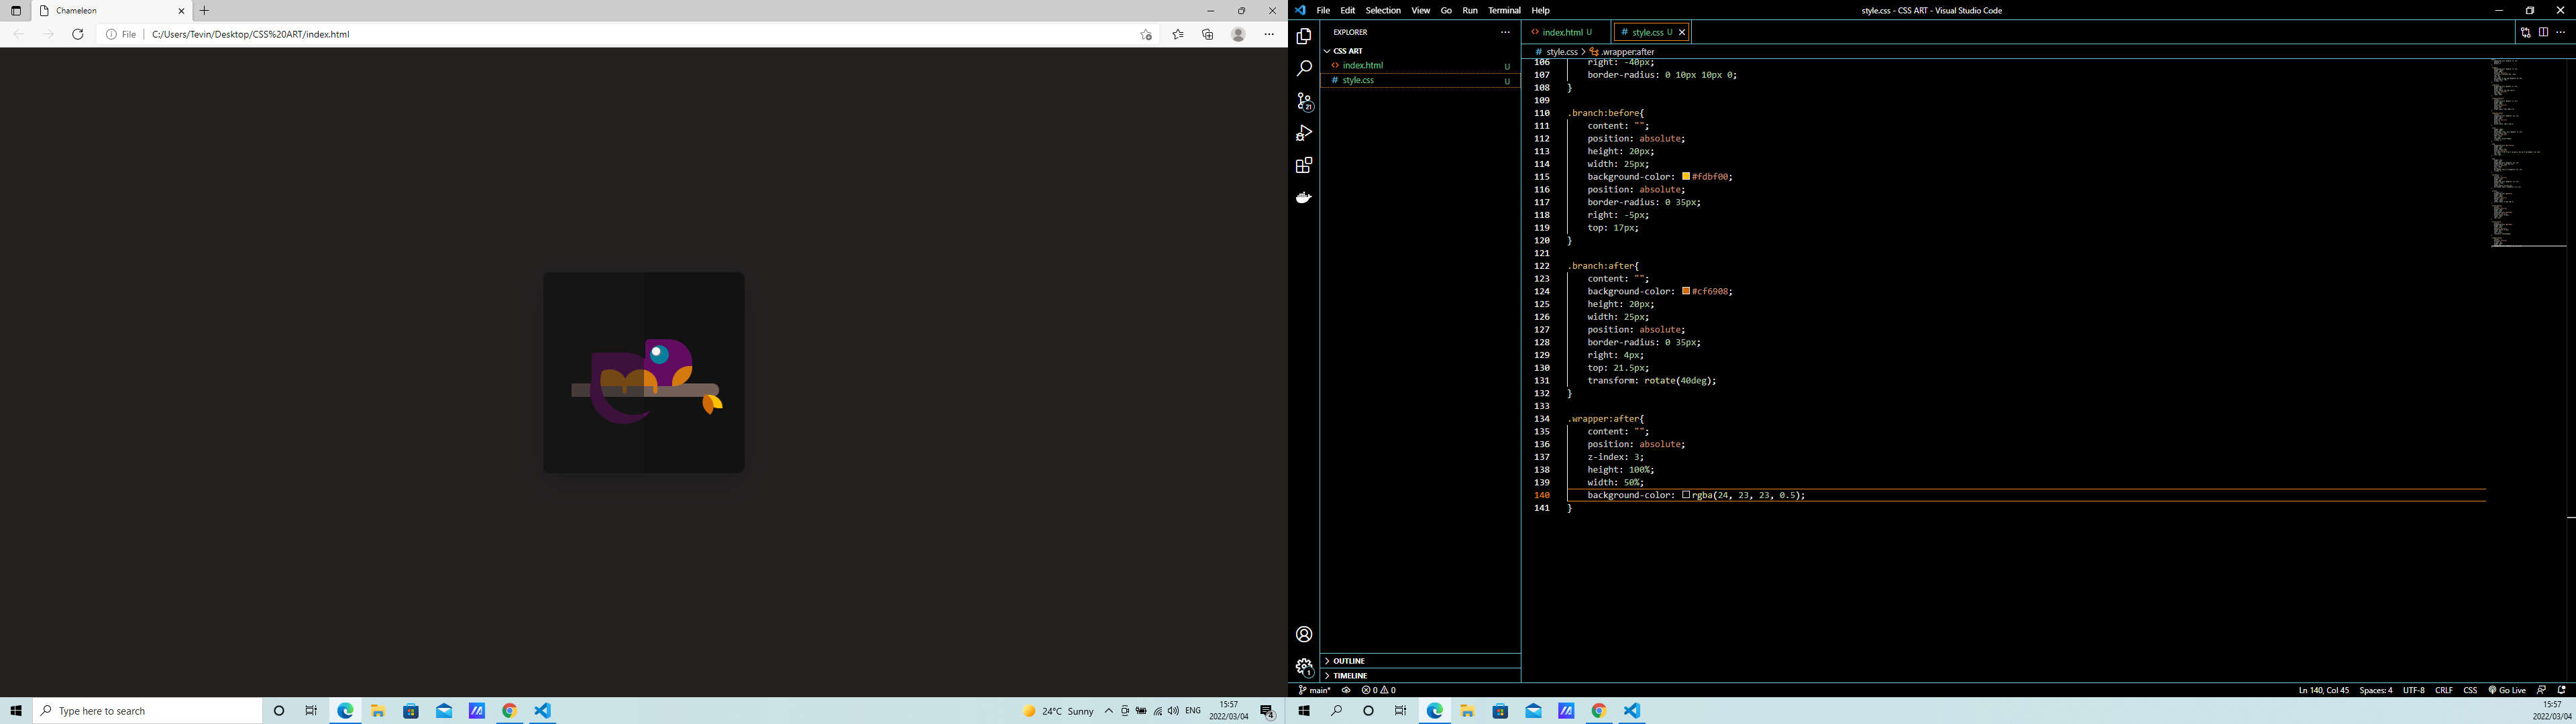 Chameleon
File
C:/Users/Tevin/Desktop/CSS%20ART/index.html
Type here to search
24°C Sunny
ENG
15:57
2022/03/04
4
File Edit Selection View Go Run Terminal Help
style.css - CSS ART - Visual Studio Code
EXPLORER
CSS ART
<> index.html U
# style.css U
21
1
OUTLINE
TIMELINE
<> index.html U
# style.css U
# style.css > .wrapper:after
106 right: -40px;
107 border-radius: 0 10px 10px 0;
108 }
109
110 .branch:before{
111 content: "";
112 position: absolute;
113 height: 20px;
114 width: 25px;
115 background-color: #fdbf00;
116 position: absolute;
117 border-radius: 0 35px;
118 right: -5px;
119 top: 17px;
120 }
121
122 .branch:after{
123 content: "";
124 background-color: #cf6908;
125 height: 20px;
126 width: 25px;
127 position: absolute;
128 border-radius: 0 35px;
129 right: 4px;
130 top: 21.5px;
131 transform: rotate(40deg);
132 }
133
134 .wrapper:after{
135 content: "";
136 position: absolute;
137 z-index: 3;
138 height: 100%;
139 width: 50%;
140 background-color: rgba(24, 23, 23, 0.5);
141 }
main* 0 0
Ln 140, Col 45 Spaces: 4 UTF-8 CRLF CSS Go Live
15:57
2022/03/04